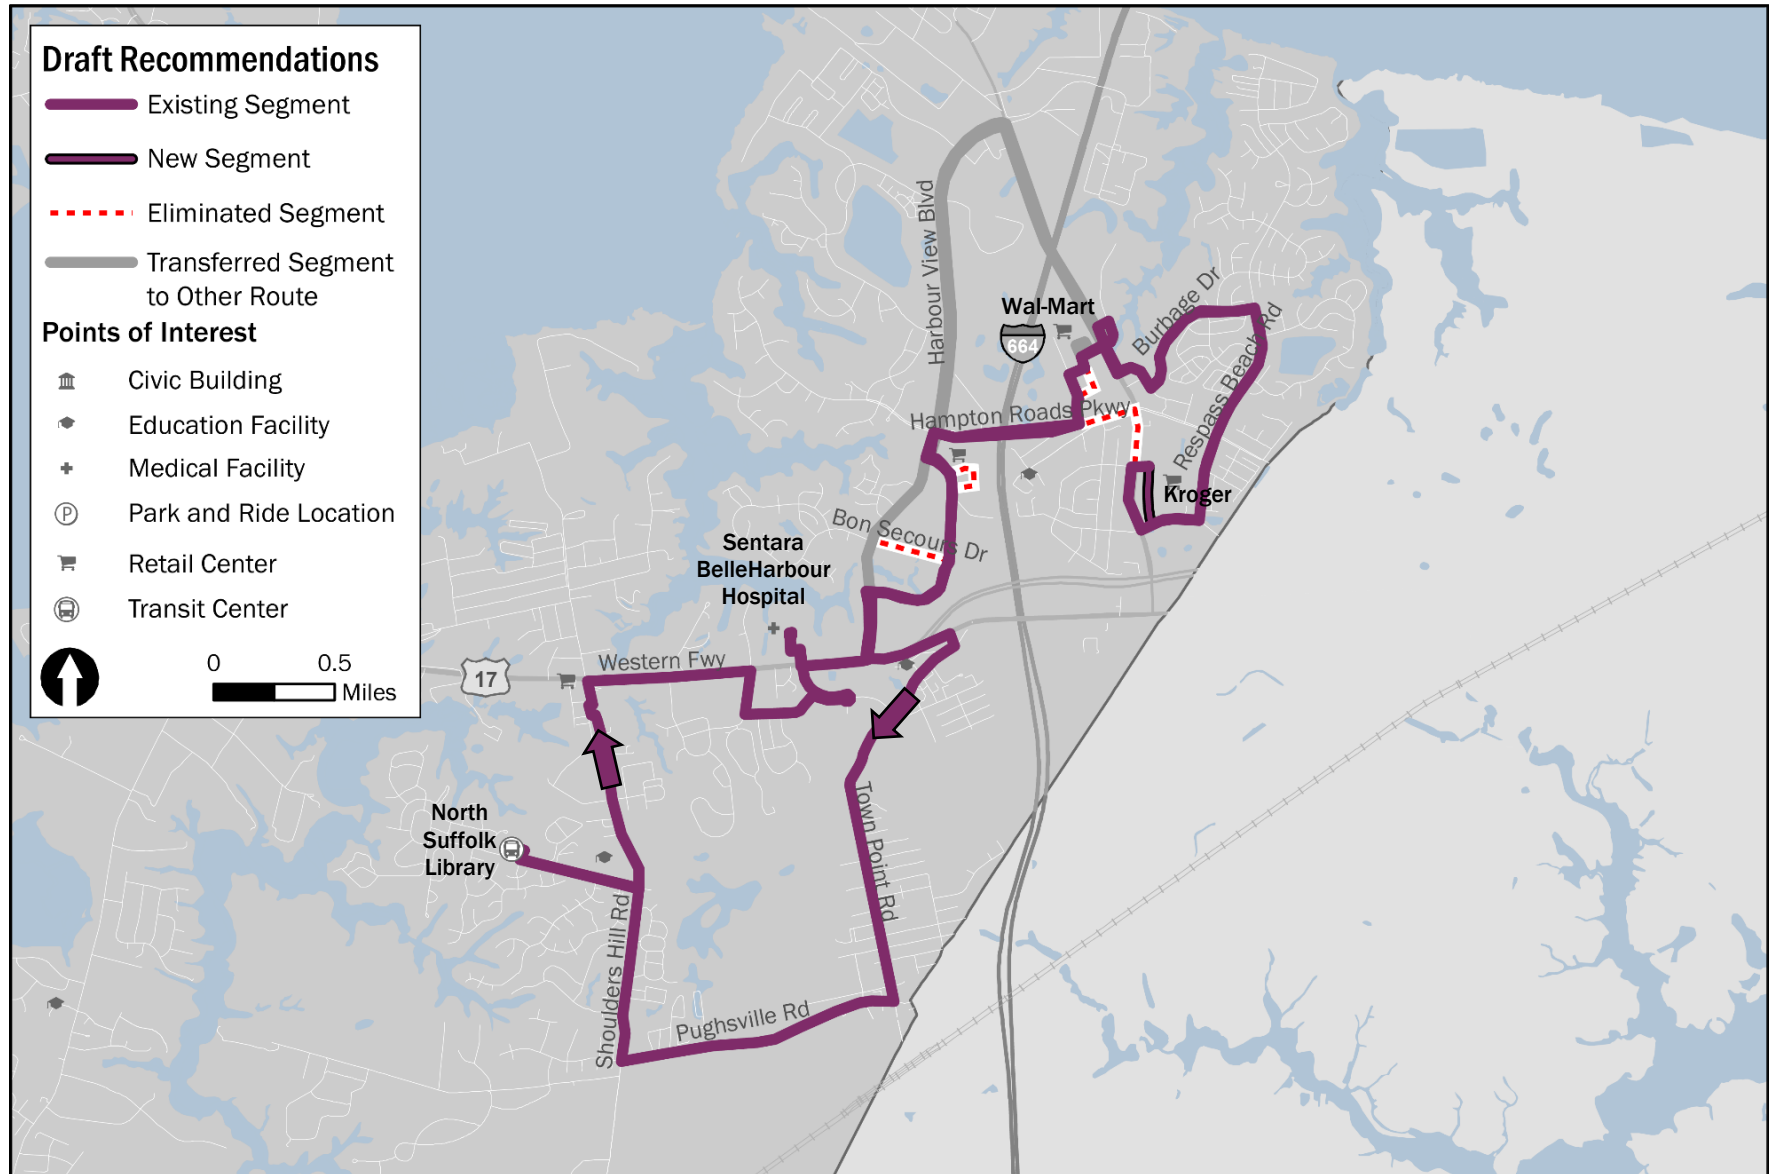 Draft Recommendations
Existing Segment
New Segment
Eliminated Segment
Transferred Segment
to Other Route
Points of Interest
Civic Building
Education Facility
Medical Facility
P
Park and Ride Location
Retail Center
Transit Center
0
0.5
Miles
Harbour View Blvd
Wal-Mart
664
Burbage Dr
Respass Beach Rd
Hampton Roads Pkwy
Kroger
Bon Secours Dr
Sentara
BelleHarbour
Hospital
Western Fwy
17
North
Suffolk
Library
Town Point Rd
Shoulders Hill Rd
Pughsville Rd